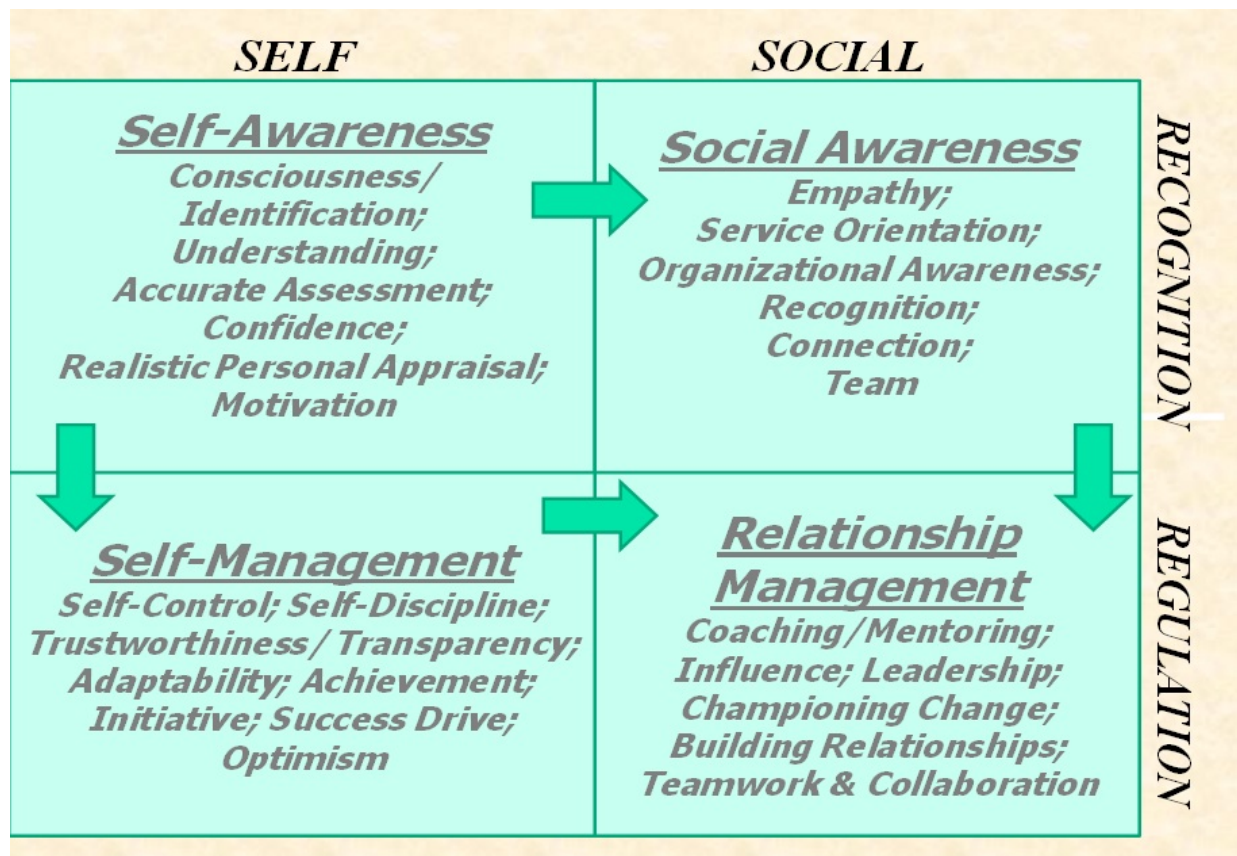 SELF
SOCIAL
Self-Awareness
Consciousness/
Identification;
Understanding;
Accurate Assessment;
Confidence;
Realistic Personal Appraisal;
Motivation
Social Awareness
Empathy;
Service Orientation;
Organizational Awareness;
Recognition;
Connection;
Team
RECOGNITION
Self-Management
Self-Control; Self-Discipline;
Trustworthiness/ Transparency;
Adaptability; Achievement;
Initiative; Success Drive;
Optimism
Relationship
Management
Coaching/Mentoring;
Influence; Leadership;
Championing Change;
Building Relationships;
Teamwork & Collaboration
REGULATION